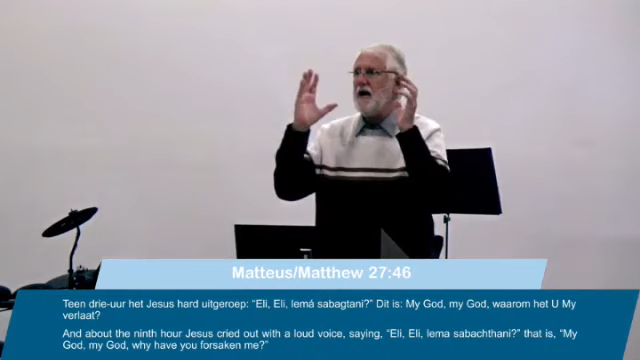 Matteus/Matthew 27:46
Teen drie-uur het Jesus hard uitgeroep: “Eli, Eli, lemá sabagtani?” Dit is: My God, my God, waarom het U My
verlaat?
And about the ninth hour Jesus cried out with a loud voice, saying, “Eli, Eli, lema sabachthani?” that is, “My
God, my God, why have you forsaken me?”